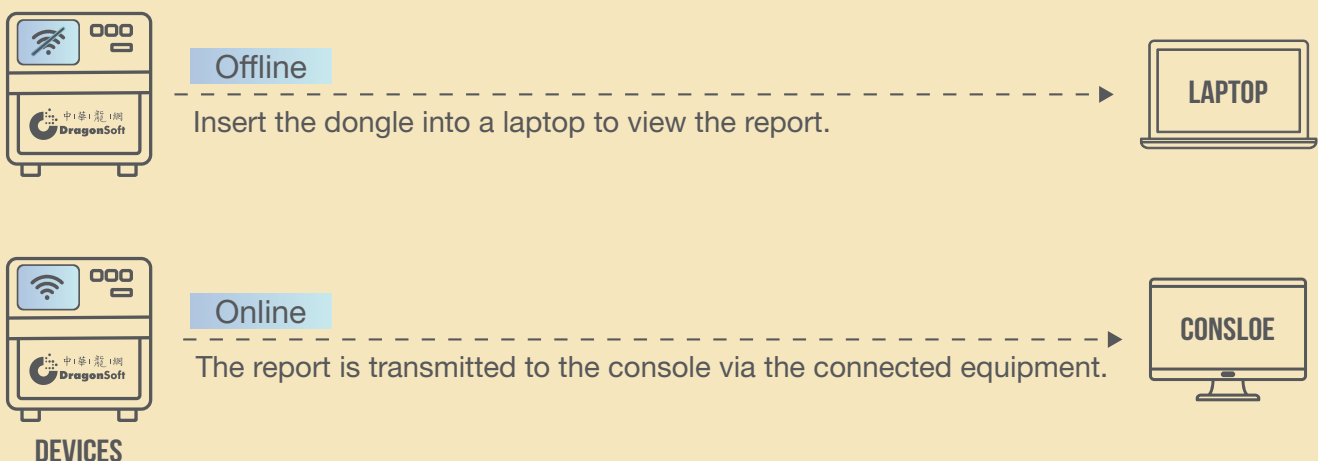 中華龍網
DragonSoft
Offline
Insert the dongle into a laptop to view the report.
LAPTOP
中華龍網
DragonSoft
Online
The report is transmitted to the console via the connected equipment.
CONSLOE
DEVICES